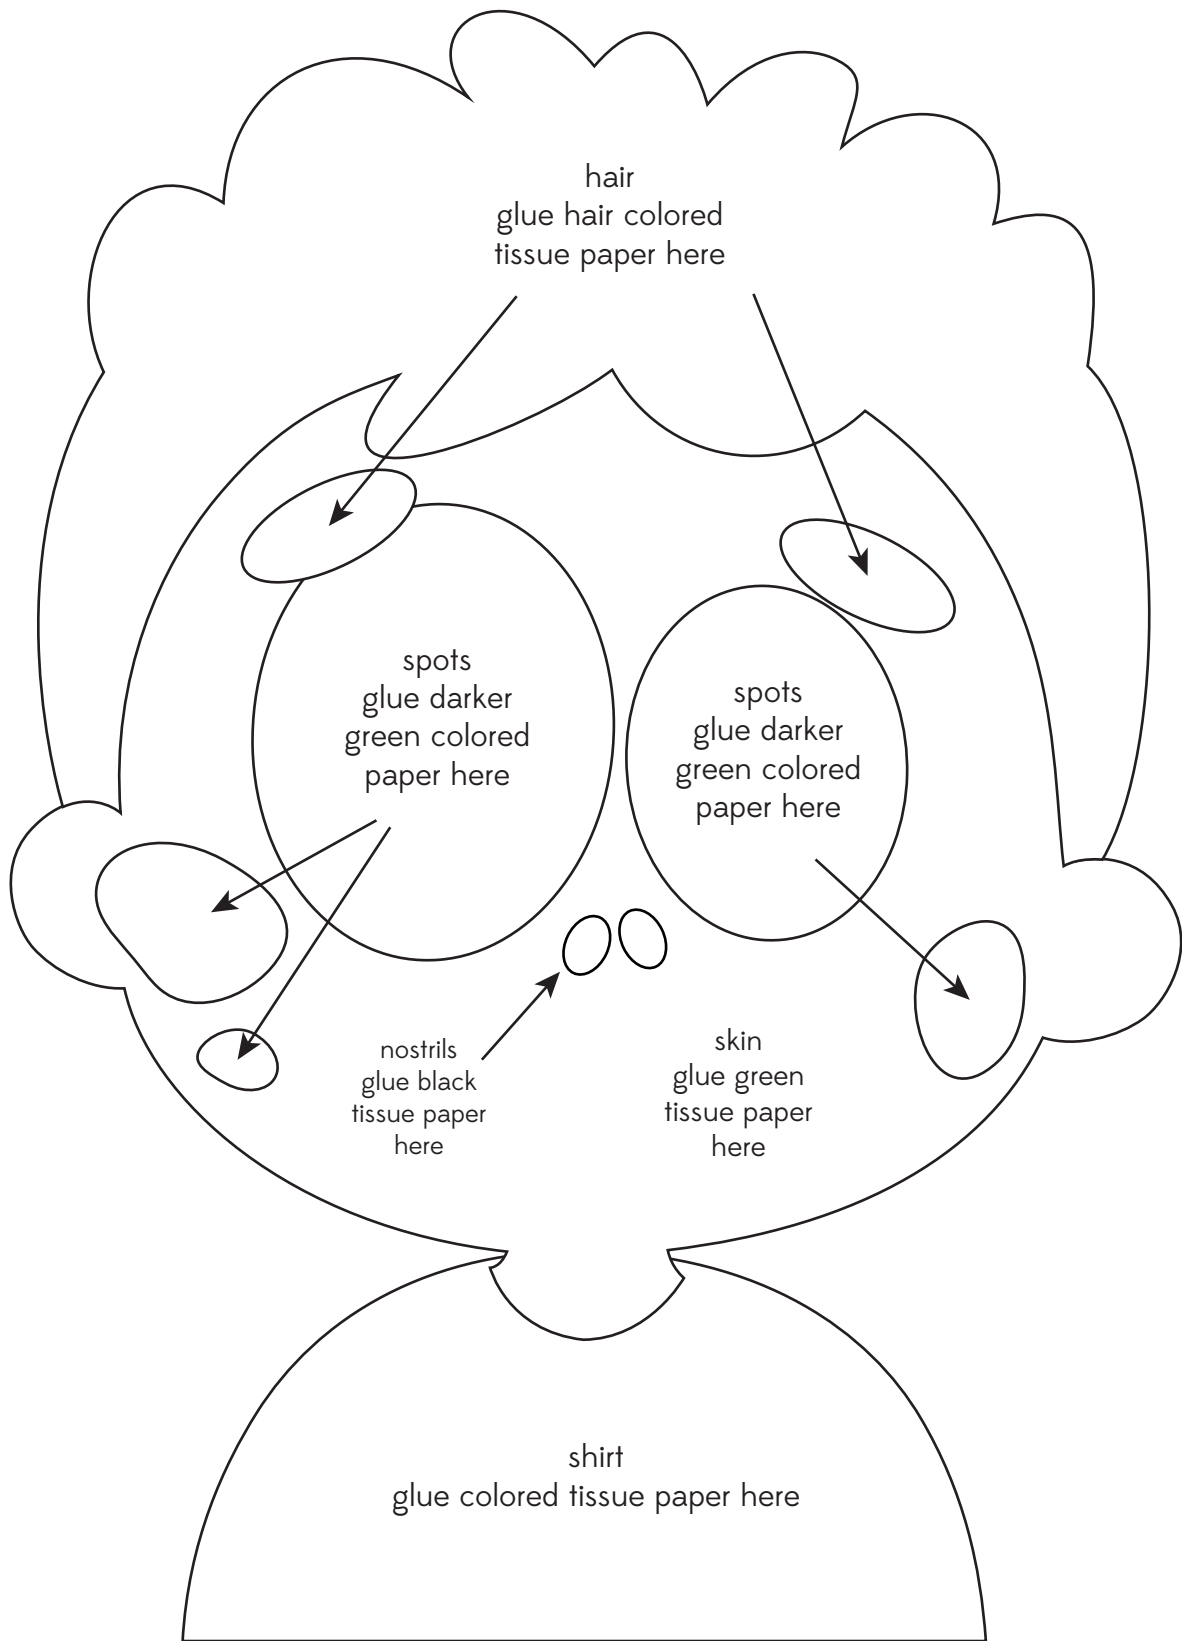 hair
glue hair colored
tissue paper here
spots
glue darker
green colored
paper here
spots
glue darker
green colored
paper here
nostrils
glue black
tissue paper
here
skin
glue green
tissue paper
here
shirt
glue colored tissue paper here